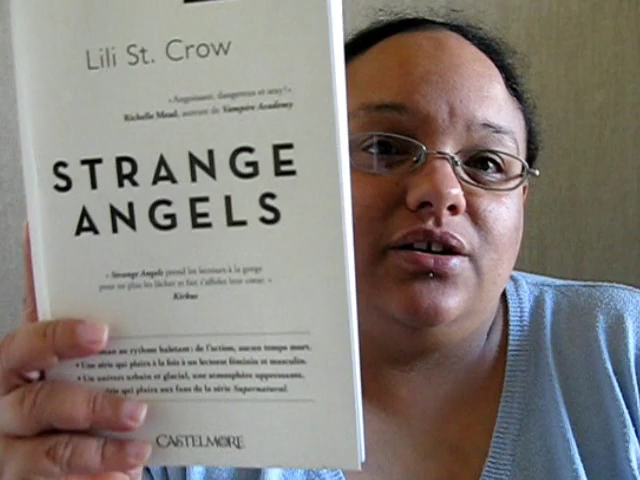 Lili St. Crow
« Angoissant, dangereux et sexy! »
Richelle Mead, auteure de Vampire Academy
STRANGE
ANGELS
« Strange Angels prend les lecteurs à la gorge
pour ne plus les lâcher et fait s'affoler leur cœur. »
Kirkus
man au rythme haletant : de l'action, aucun temps mort.
• Une série qui plaira à la fois à un lectorat féminin et masculin.
• Un univers urbain et glacial, une atmosphère oppressante.
série qui plaira aux fans de la série Supernatural.
CASTELMORE